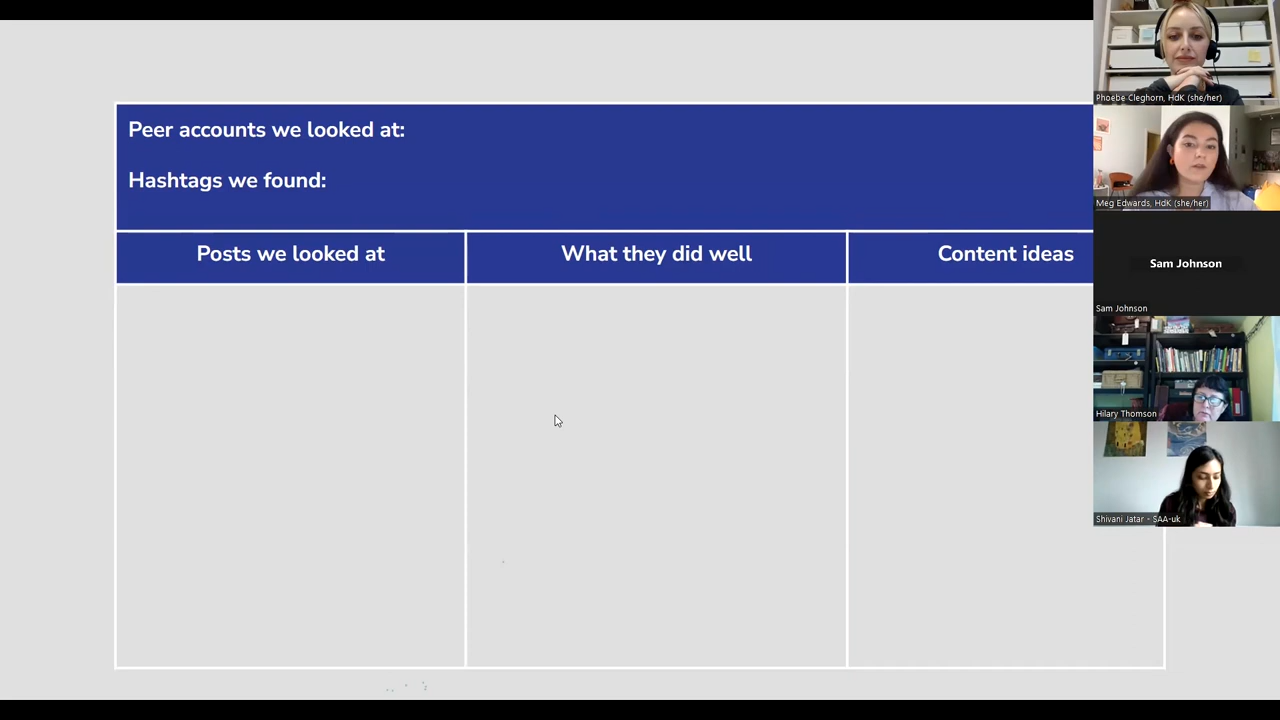 Peer accounts we looked at:
Hashtags we found:
Posts we looked at
What they did well
Content ideas
Phoebe Cleghorn, HdK (she/her)
Meg Edwards, HdK (she/her)
Sam Johnson
Sam Johnson
Hilary Thomson
Shivani Jatar - SAA-uk